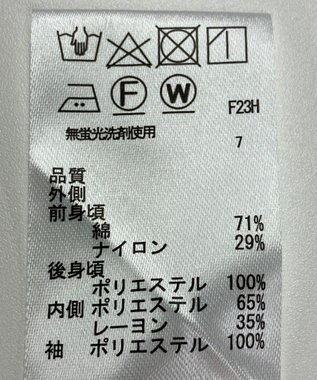 F W F23H
無蛍光洗剤使用
7
品質
外側
前身頃
綿 71%
ナイロン 29%
後身頃
ポリエステル 100%
内側 ポリエステル 65%
レーヨン 35%
袖 ポリエステル 100%